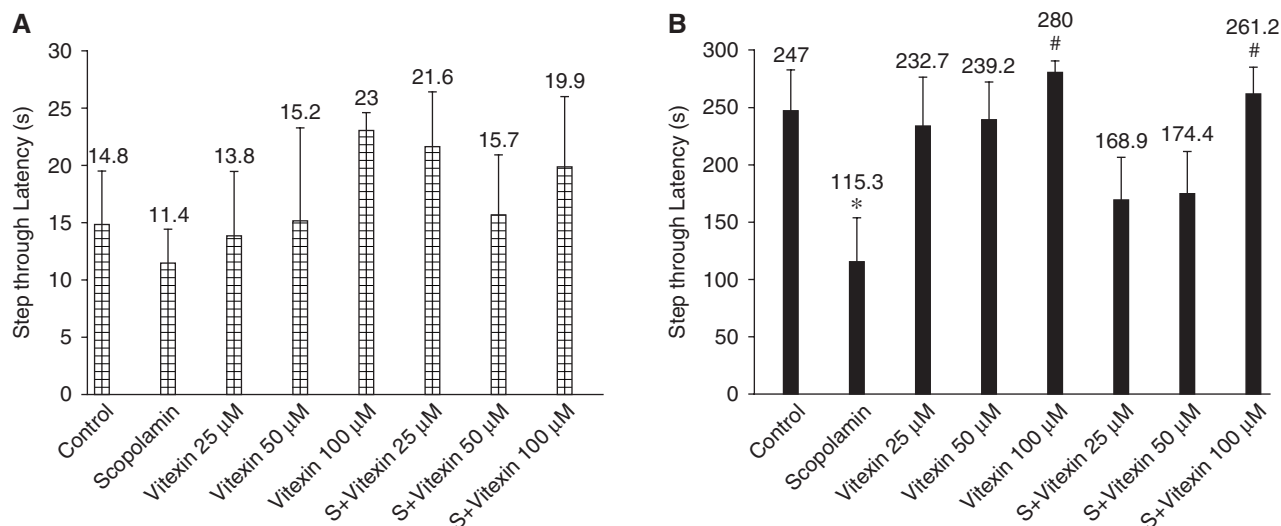 A
Step through Latency (s)
30
25
20
15
10
5
0
14.8
11.4
13.8
15.2
23
21.6
15.7
19.9
Control
Scopolamin
Vitexin 25 µM
Vitexin 50 µM
Vitexin 100 µM
S+Vitexin 25 µM
S+Vitexin 50 µM
S+Vitexin 100 µM
B
Step through Latency (s)
300
250
200
150
100
50
0
247
115.3
*
232.7
239.2
280
#
168.9
174.4
261.2
#
Control
Scopolamin
Vitexin 25 µM
Vitexin 50 µM
Vitexin 100 µM
S+Vitexin 25 µM
S+Vitexin 50 µM
S+Vitexin 100 µM